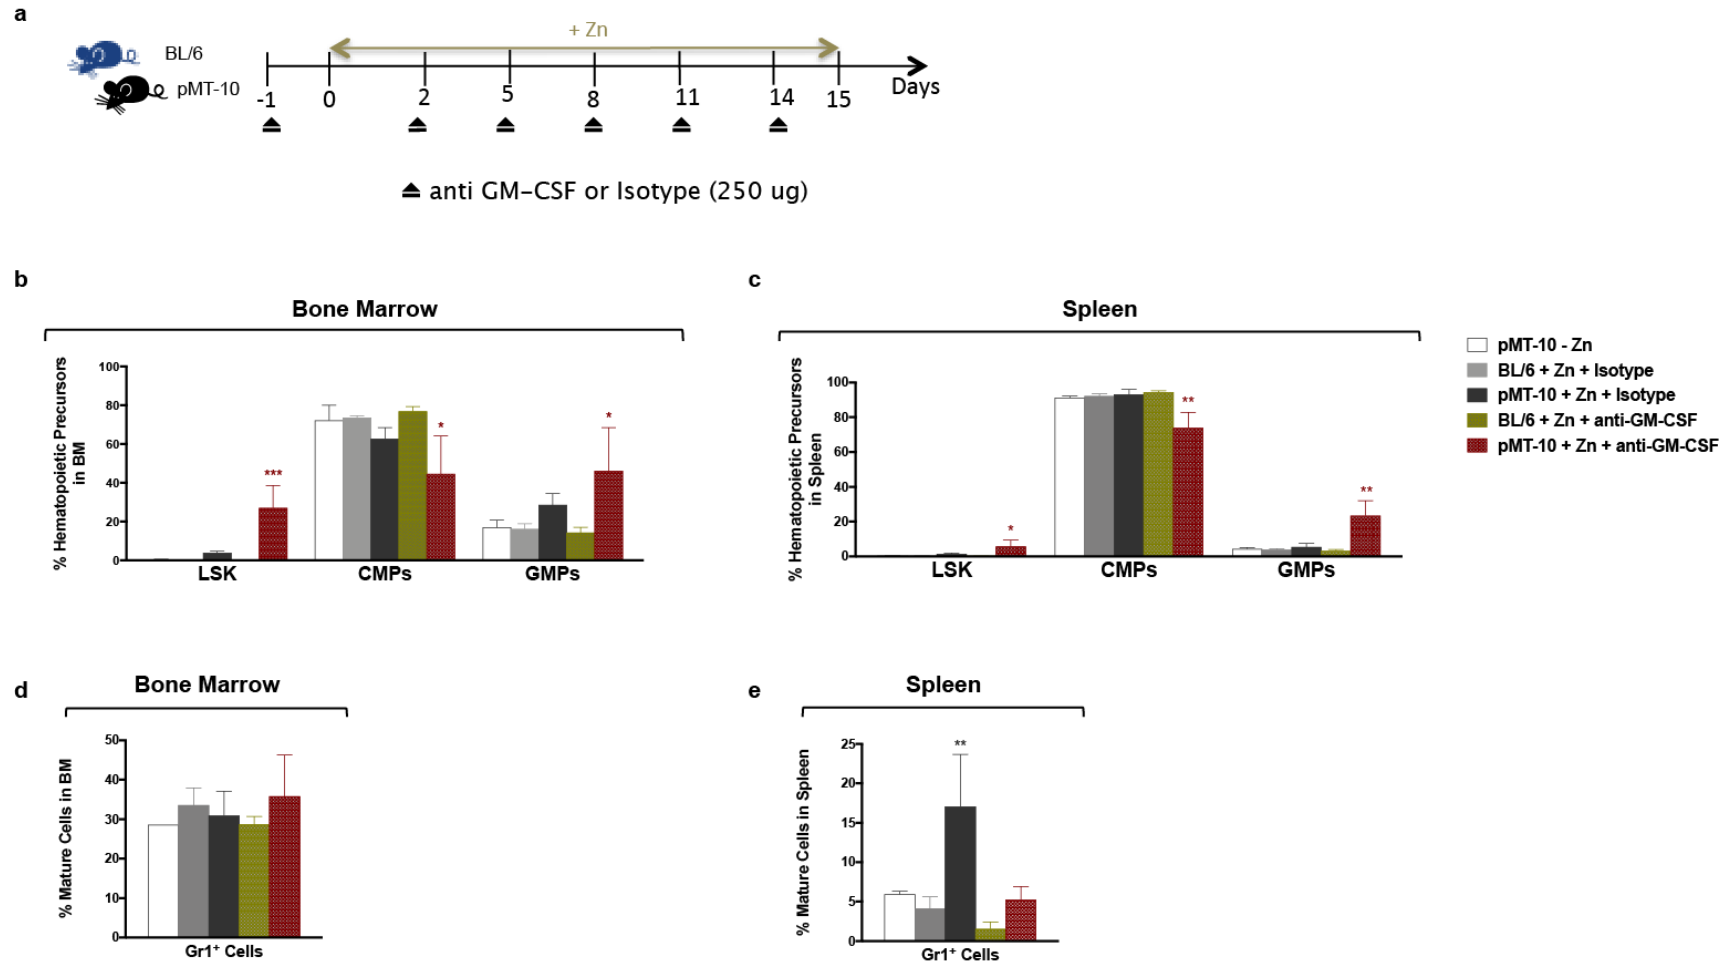 a
+ Zn
BL/6
pMT-10
-1 0 2 5 8 11 14 15
Days
anti GM-CSF or Isotype (250 ug)
b
Bone Marrow
% Hematopoietic Precursors
in BM
100
80
60
40
20
0
***
*
*
LSK CMPs GMPs
c
Spleen
% Hematopoietic Precursors
in Spleen
100
80
60
40
20
0
*
**
**
LSK CMPs GMPs
pMT-10 - Zn
BL/6 + Zn + Isotype
pMT-10 + Zn + Isotype
BL/6 + Zn + anti-GM-CSF
pMT-10 + Zn + anti-GM-CSF
d
Bone Marrow
% Mature Cells in BM
50
40
30
20
10
0
Gr1⁺ Cells
e
Spleen
% Mature Cells in Spleen
25
20
15
10
5
0
**
Gr1⁺ Cells